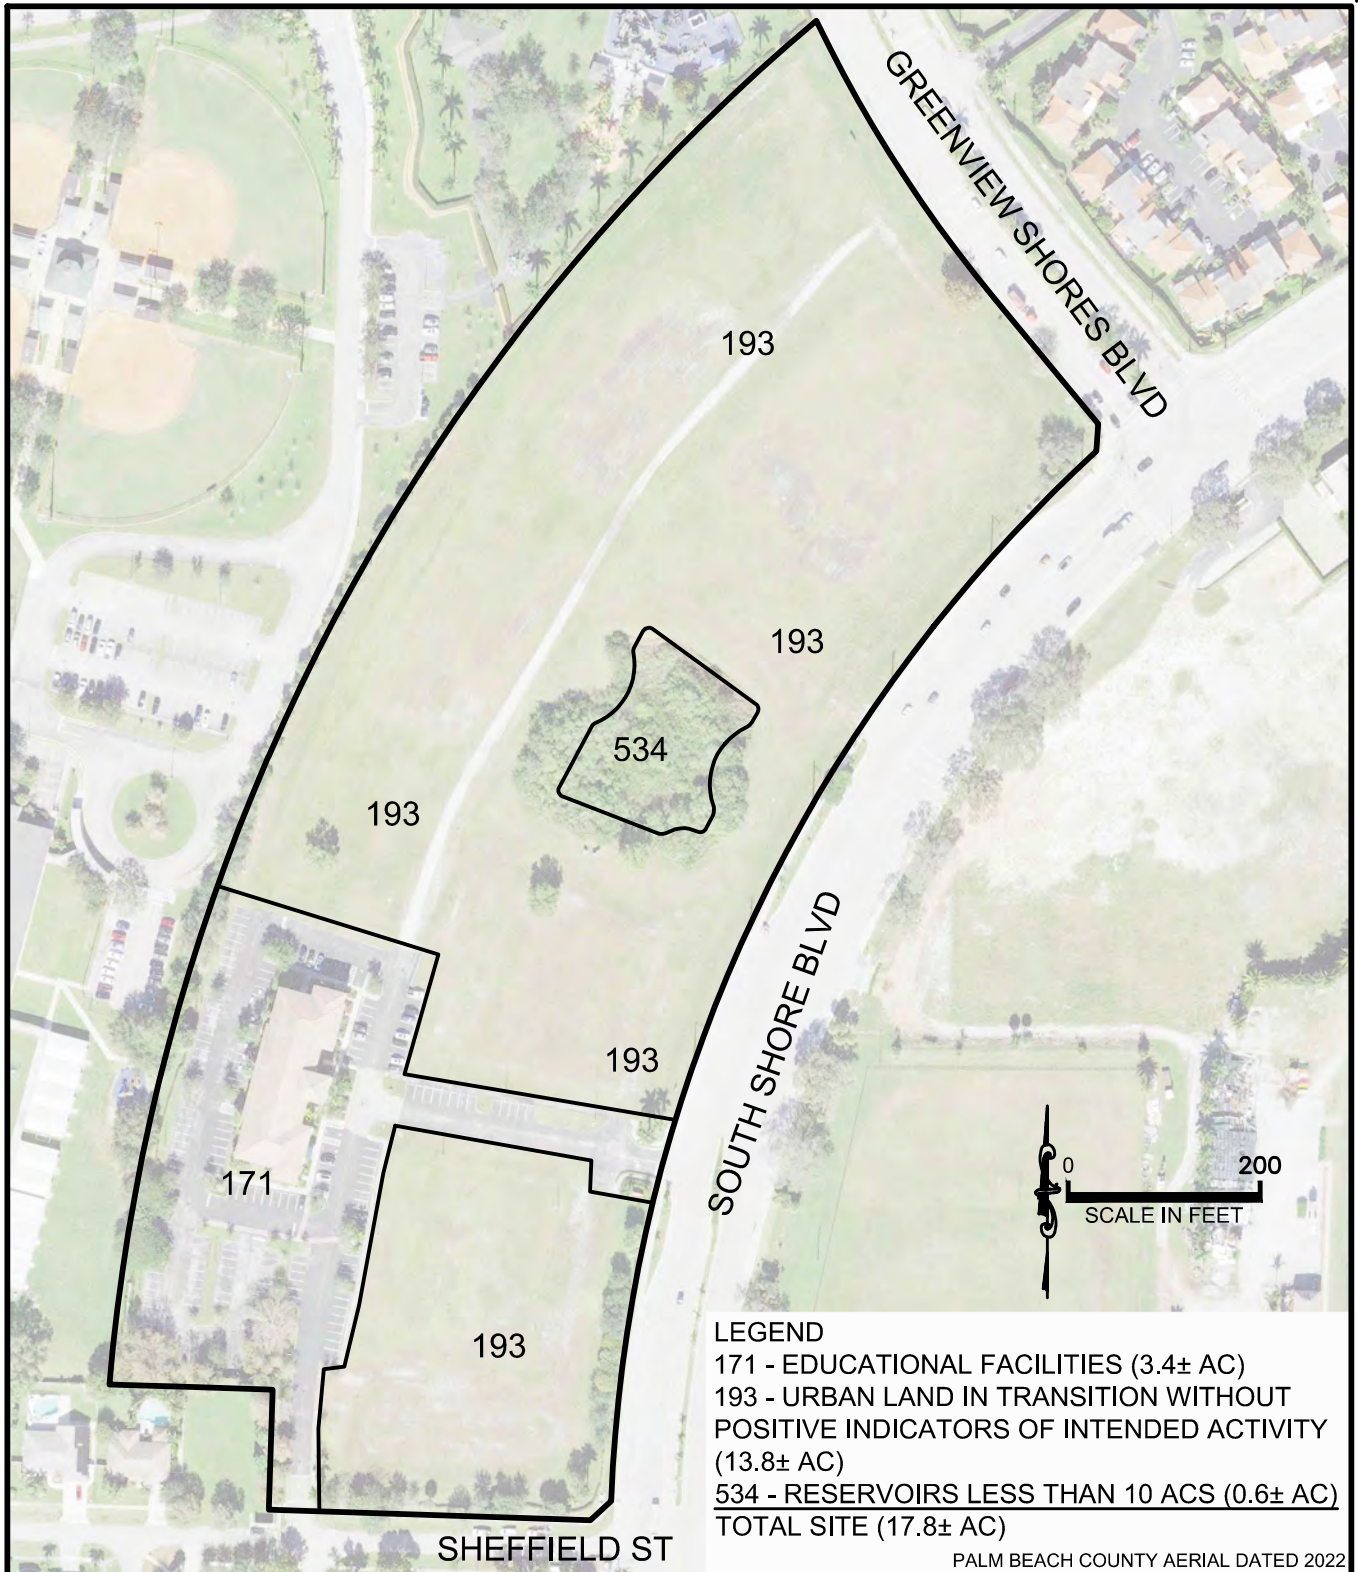 GREENVIEW SHORES BLVD
193
193
534
193
193
SOUTH SHORE BLVD
171
0 200
SCALE IN FEET
193
LEGEND
171 - EDUCATIONAL FACILITIES (3.4± AC)
193 - URBAN LAND IN TRANSITION WITHOUT
POSITIVE INDICATORS OF INTENDED ACTIVITY
(13.8± AC)
534 - RESERVOIRS LESS THAN 10 ACS (0.6± AC)
TOTAL SITE (17.8± AC)
SHEFFIELD ST
PALM BEACH COUNTY AERIAL DATED 2022